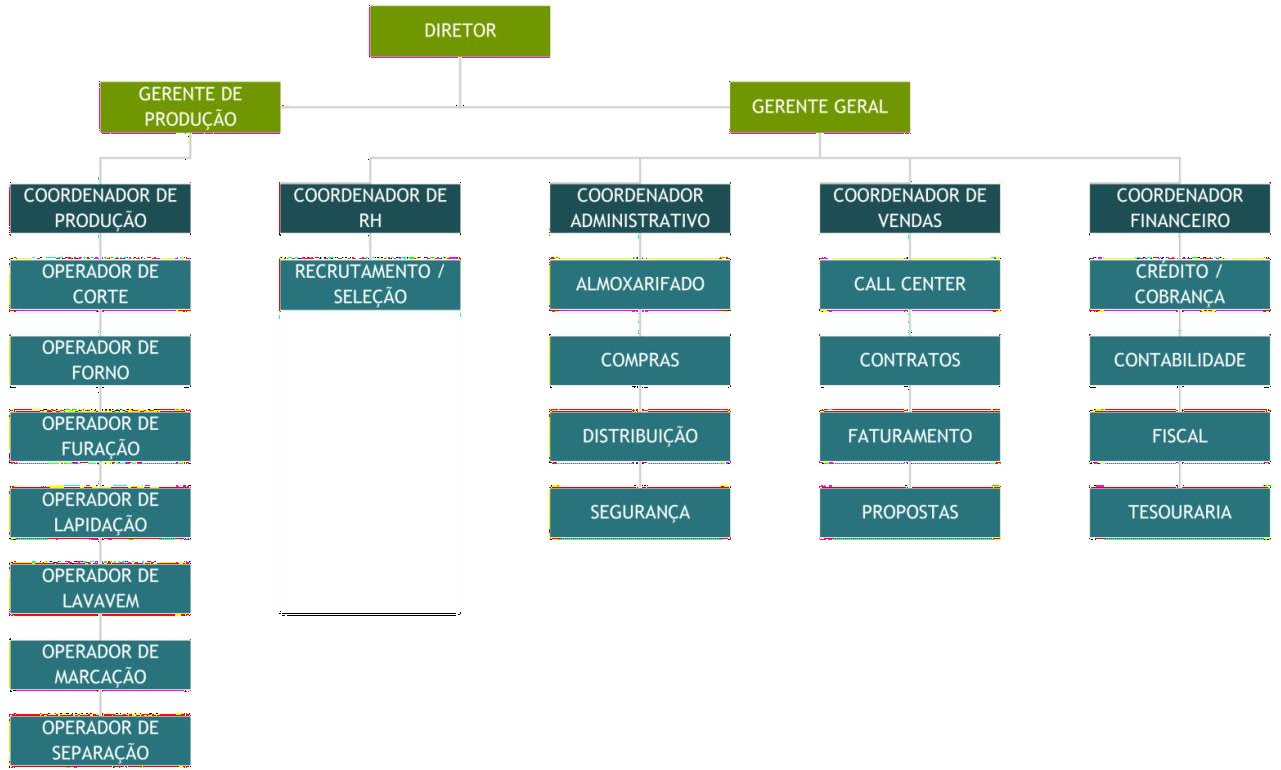 DIRETOR
GERENTE DE
PRODUÇÃO
GERENTE GERAL
COORDENADOR DE
PRODUÇÃO
COORDENADOR DE
RH
COORDENADOR
ADMINISTRATIVO
COORDENADOR DE
VENDAS
COORDENADOR
FINANCEIRO
OPERADOR DE
CORTE
RECRUTAMENTO /
SELEÇÃO
ALMOXARIFADO
CALL CENTER
CRÉDITO /
COBRANÇA
OPERADOR DE
FORNO
COMPRAS
CONTRATOS
CONTABILIDADE
OPERADOR DE
FURAÇÃO
DISTRIBUIÇÃO
FATURAMENTO
FISCAL
OPERADOR DE
LAPIDAÇÃO
SEGURANÇA
PROPOSTAS
TESOURARIA
OPERADOR DE
LAVAVEM
OPERADOR DE
MARCAÇÃO
OPERADOR DE
SEPARAÇÃO